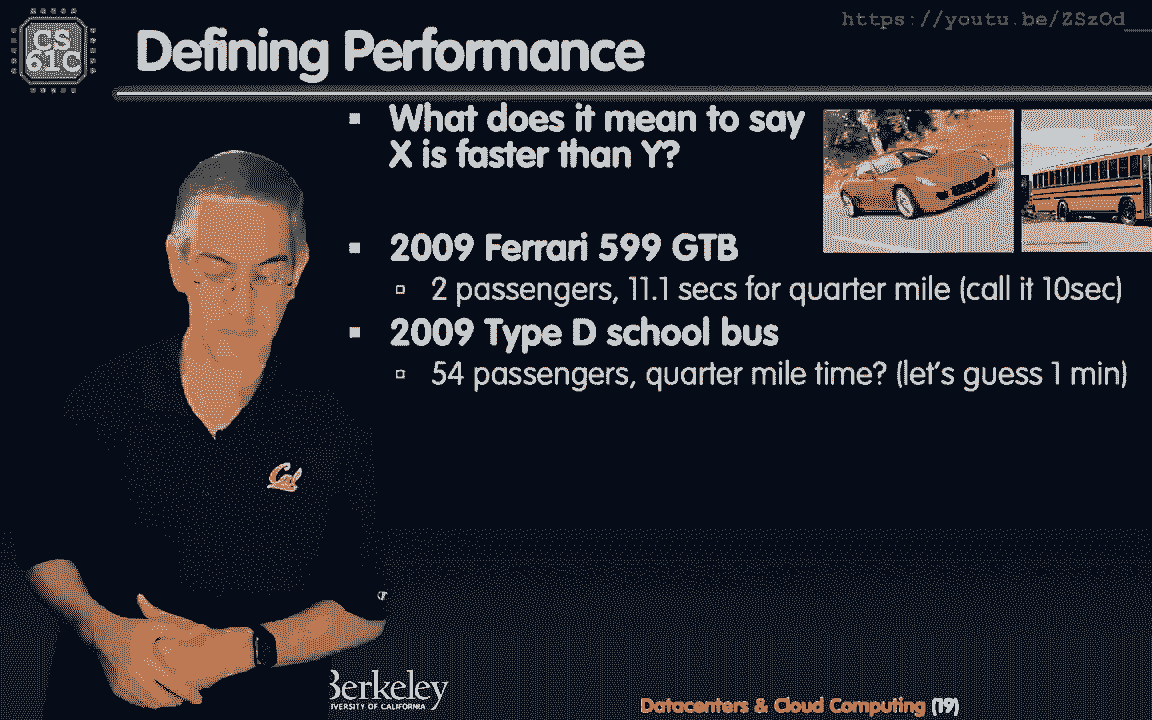 CS
61C
Defining Performance
https://youtu.be/ZSzOd__
What does it mean to say
X is faster than Y?
2009 Ferrari 599 GTB
2 passengers, 11.1 secs for quarter mile (call it 10sec)
2009 Type D school bus
54 passengers, quarter mile time? (let's guess 1 min)
Cal
Berkeley
UNIVERSITY OF CALIFORNIA
Datacenters & Cloud Computing (19)